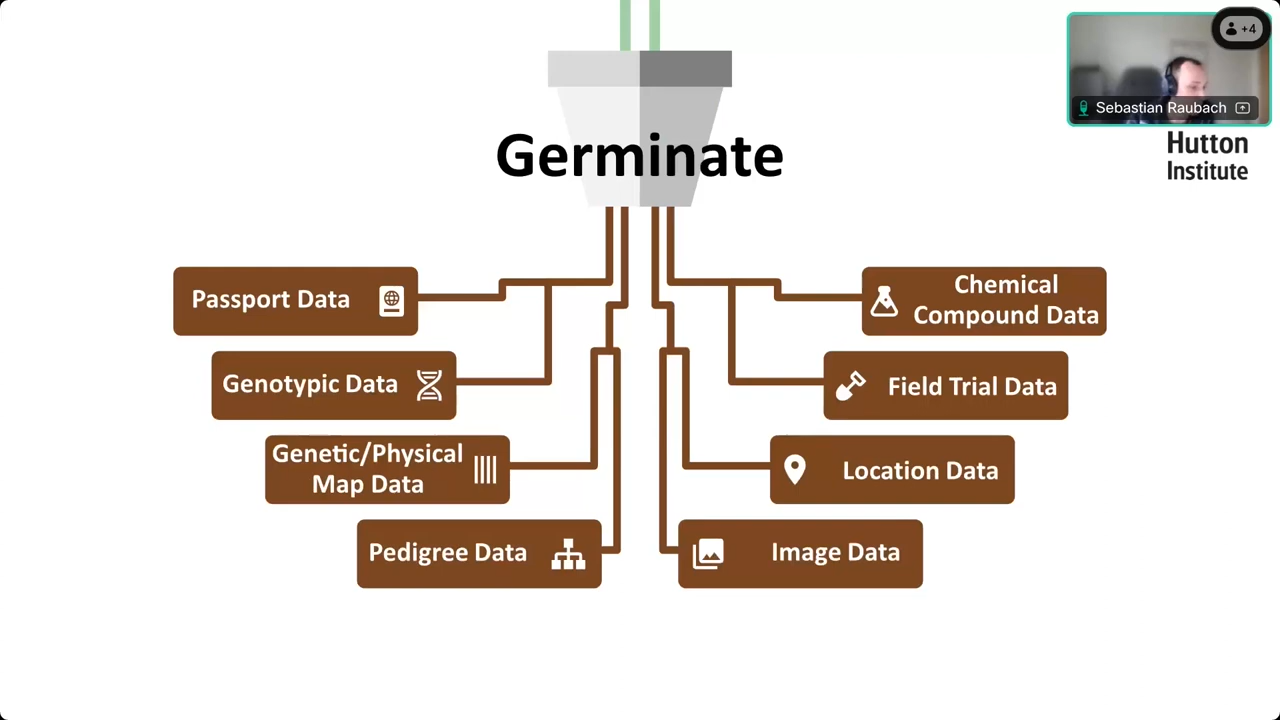 +4
Sebastian Raubach
Hutton
Institute
Germinate
Passport Data
Genotypic Data
Genetic/Physical
Map Data
Pedigree Data
Chemical
Compound Data
Field Trial Data
Location Data
Image Data